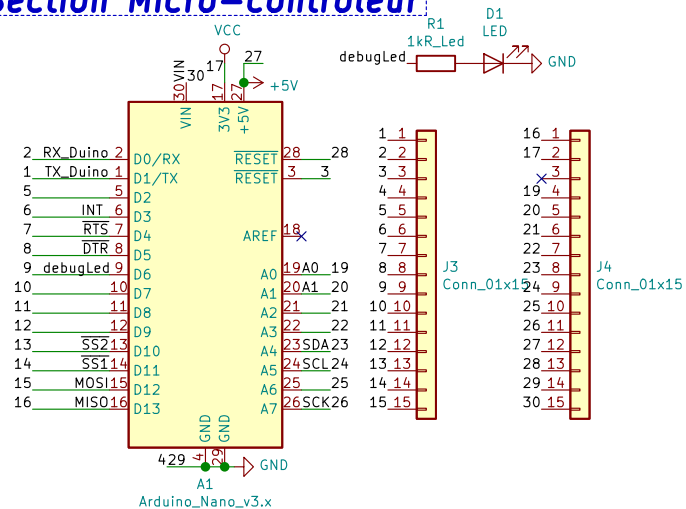 Section Micro-Controleur
R1
1kR_Led
D1
LED
debugLed
GND
VCC
VIN
30
17
27
+5V
30
17
27
VIN
3V3
+5V
2 RX_Duino 2 D0/RX
1 TX_Duino 1 D1/TX
5 5 D2
6 INT 6 D3
7 RTS 7 D4
8 DTR 8 D5
9 debugLed 9 D6
10 10 D7
11 11 D8
12 12 D9
13 SS2 13 D10
14 SS1 14 D11
15 MOSI 15 D12
16 MISO 16 D13
RESET 28 28
RESET 3 3
AREF 18
A0 19 A0 19
A1 20 A1 20
A2 21 21
A3 22 22
A4 23 SDA 23
A5 24 SCL 24
A6 25 25
A7 26 SCK 26
GND
GND
4
29
4 29
GND
A1
Arduino_Nano_v3.x
1 1
2 2
3 3
4 4
5 5
6 6
7 7
8 8
9 9
10 10
11 11
12 12
13 13
14 14
15 15
J3
Conn_01x15
16 1
17 2
3
19 4
20 5
21 6
22 7
23 8
24 9
25 10
26 11
27 12
28 13
29 14
30 15
J4
Conn_01x15